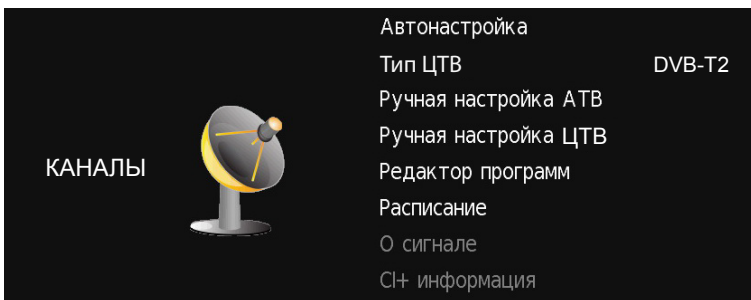 Автонастройка
Тип ЦТВ DVB-T2
Ручная настройка АТВ
Ручная настройка ЦТВ
КАНАЛЫ
Редактор программ
Расписание
О сигнале
CI+ информация